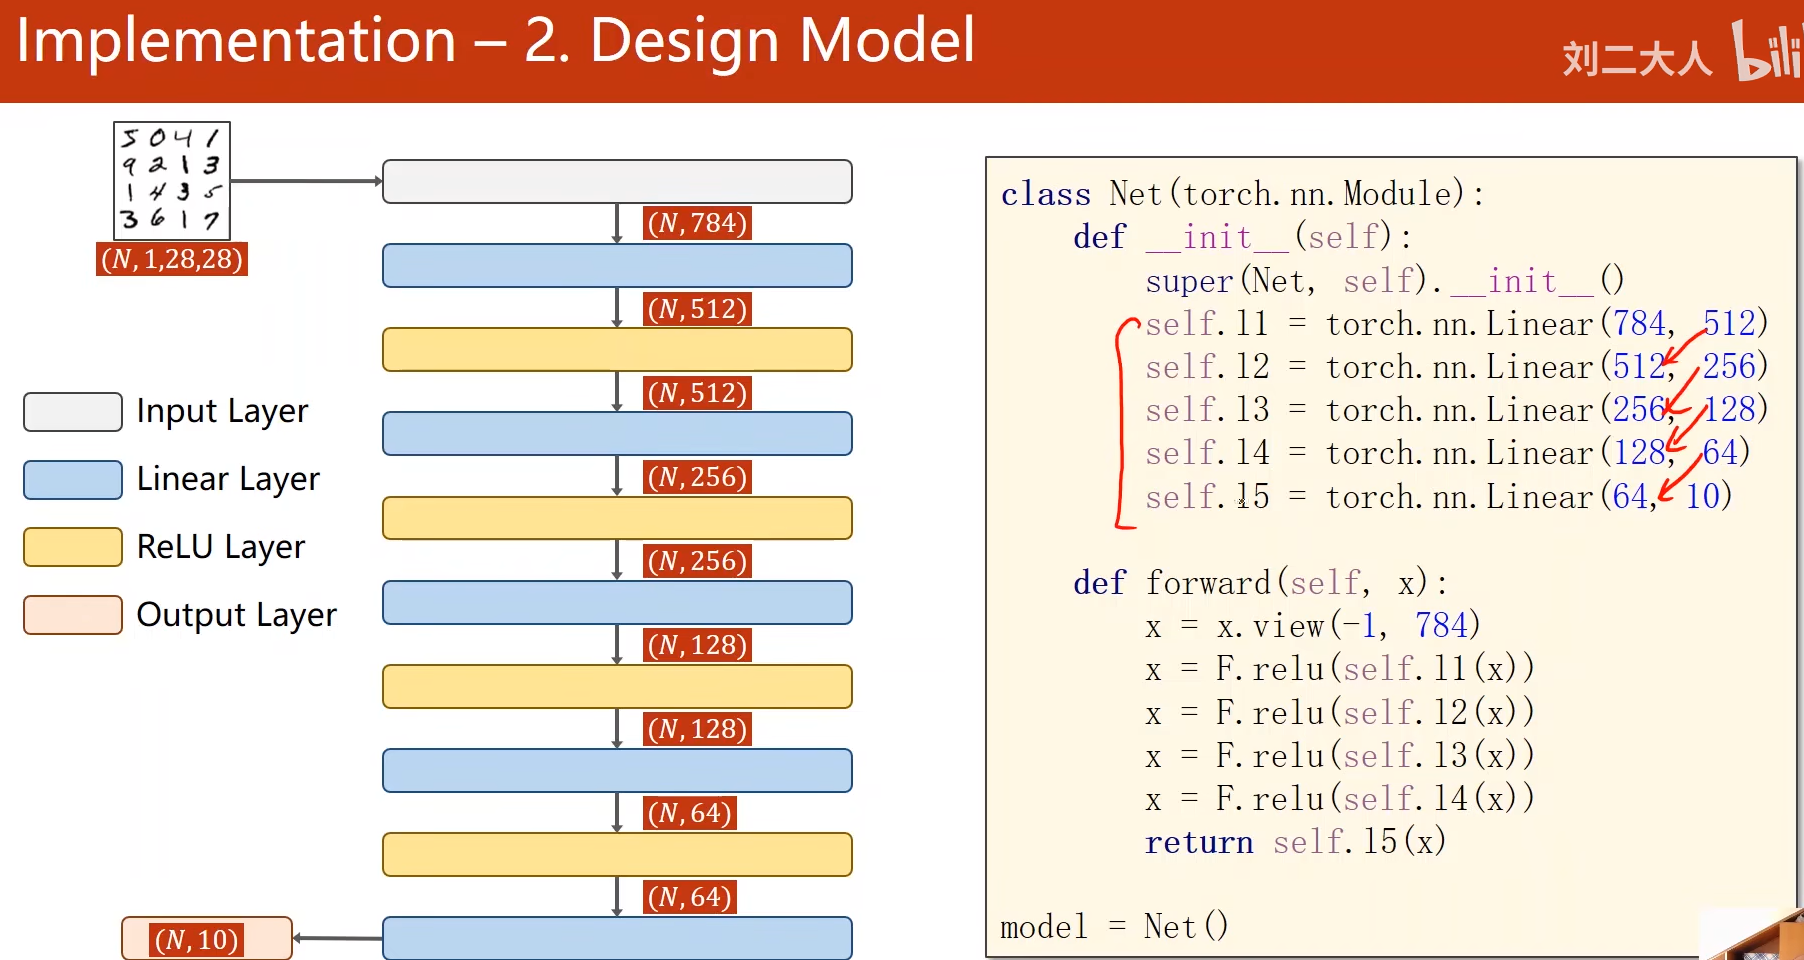 Implementation – 2. Design Model
刘二大人 bili
5 0 4 1
9 2 1 3
1 4 3 5
3 6 1 7
(N, 1,28,28)
(N, 784)
(N, 512)
(N, 512)
(N, 256)
(N, 256)
(N, 128)
(N, 128)
(N, 64)
(N, 64)
(N, 10)
Input Layer
Linear Layer
ReLU Layer
Output Layer
class Net(torch.nn.Module):
    def __init__(self):
        super(Net, self).__init__()
        self.l1 = torch.nn.Linear(784, 512)
        self.l2 = torch.nn.Linear(512, 256)
        self.l3 = torch.nn.Linear(256, 128)
        self.l4 = torch.nn.Linear(128, 64)
        self.l5 = torch.nn.Linear(64, 10)
    def forward(self, x):
        x = x.view(-1, 784)
        x = F.relu(self.l1(x))
        x = F.relu(self.l2(x))
        x = F.relu(self.l3(x))
        x = F.relu(self.l4(x))
        return self.l5(x)
model = Net()